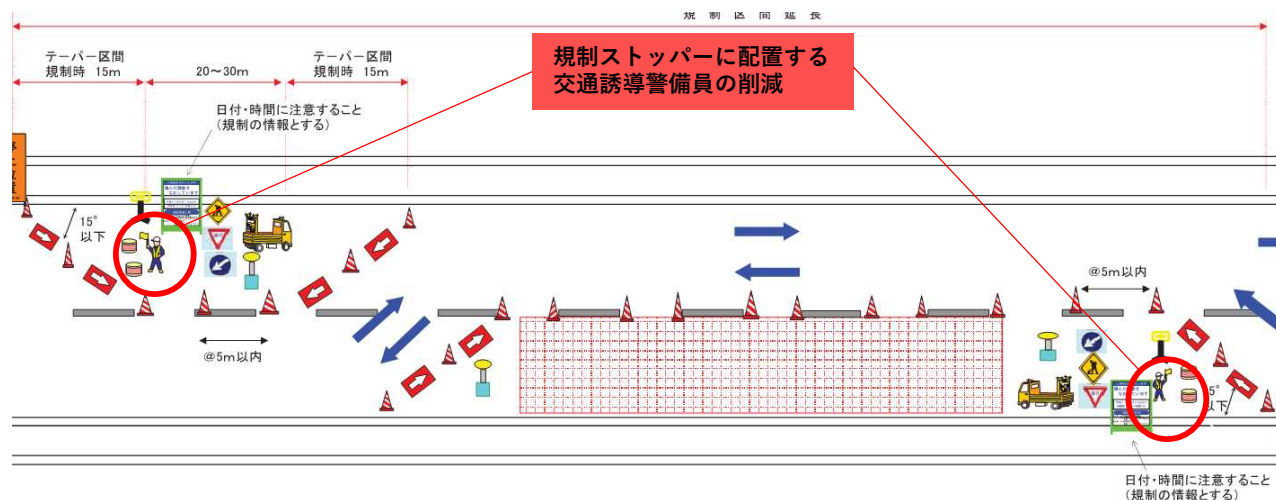 規制区間延長
テーパー区間
規制時 15m
20～30m
テーパー区間
規制時 15m
規制ストッパーに配置する
交通誘導警備員の削減
日付・時間に注意すること
(規制の情報とする)
15°
以下
@5m以内
@5m以内
5°
以下
日付・時間に注意すること
(規制の情報とする)